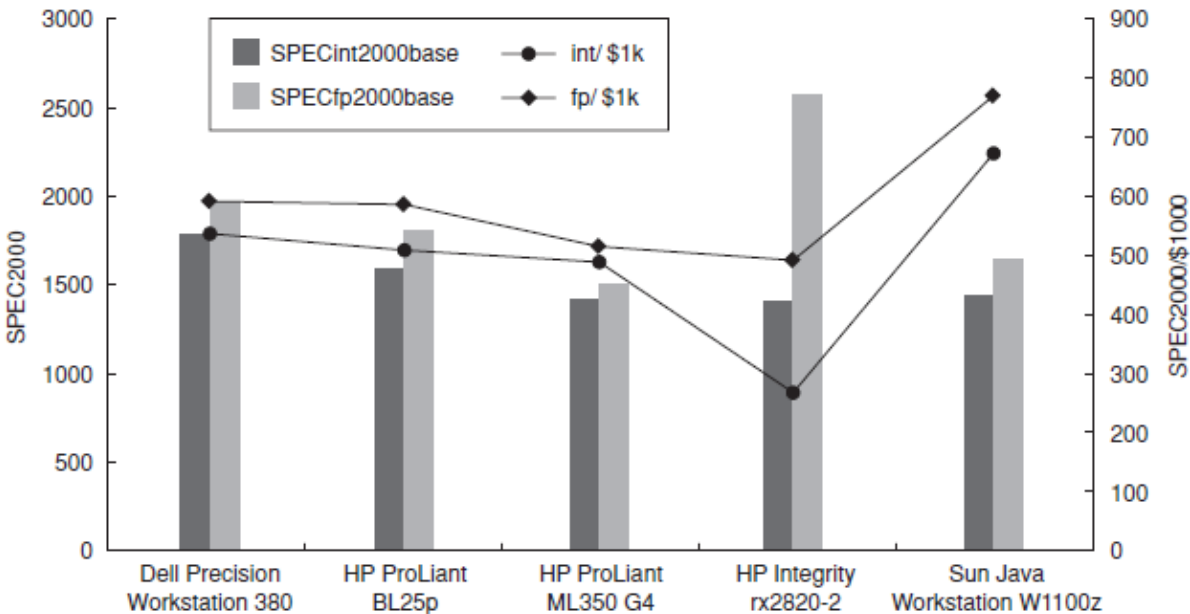 3000
2500
2000
1500
1000
500
0
SPEC2000
SPECint2000base
SPECfp2000base
int/ $1k
fp/ $1k
900
800
700
600
500
400
300
200
100
0
SPEC2000/$1000
Dell Precision
Workstation 380
HP ProLiant
BL25p
HP ProLiant
ML350 G4
HP Integrity
rx2820-2
Sun Java
Workstation W1100z